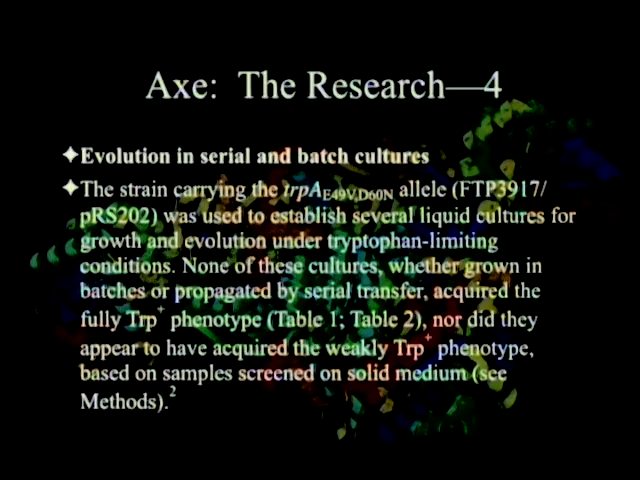 Axe: The Research—4
✦Evolution in serial and batch cultures
✦The strain carrying the trpAE49V,D60N allele (FTP3917/
pRS202) was used to establish several liquid cultures for
growth and evolution under tryptophan-limiting
conditions. None of these cultures, whether grown in
batches or propagated by serial transfer, acquired the
fully Trp+ phenotype (Table 1; Table 2), nor did they
appear to have acquired the weakly Trp+ phenotype,
based on samples screened on solid medium (see
Methods).2